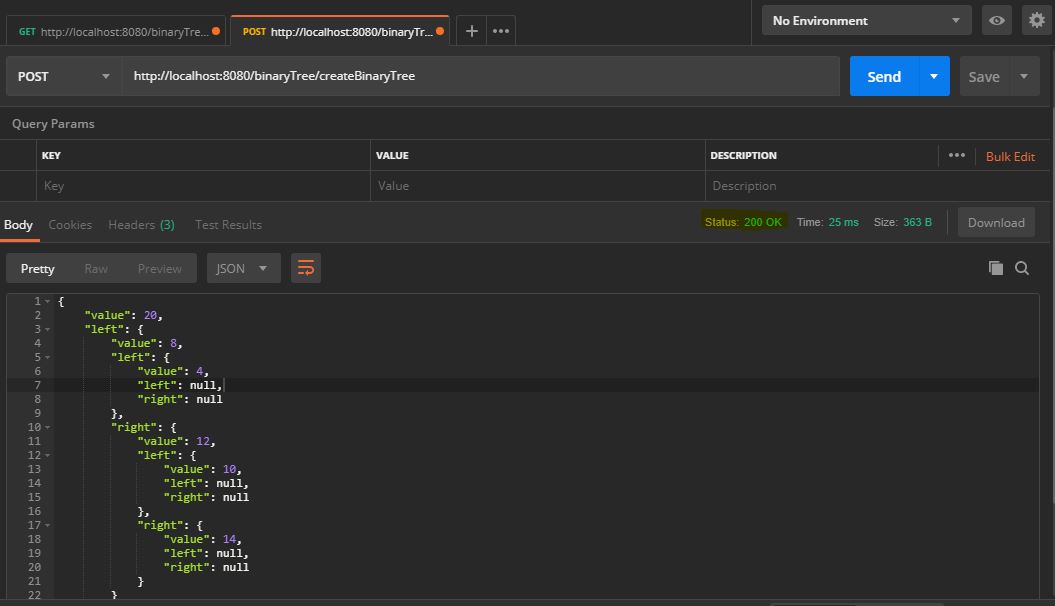 GET http://localhost:8080/binaryTre...
POST http://localhost:8080/binaryTr...
No Environment
POST http://localhost:8080/binaryTree/createBinaryTree Send Save
Query Params
KEY VALUE DESCRIPTION Bulk Edit
Key Value Description
Body Cookies Headers (3) Test Results Status: 200 OK Time: 25 ms Size: 363 B Download
Pretty Raw Preview JSON
1 {
2 "value": 20,
3 "left": {
4 "value": 8,
5 "left": {
6 "value": 4,
7 "left": null,
8 "right": null
9 },
10 "right": {
11 "value": 12,
12 "left": {
13 "value": 10,
14 "left": null,
15 "right": null
16 },
17 "right": {
18 "value": 14,
19 "left": null,
20 "right": null
21 }
22 }